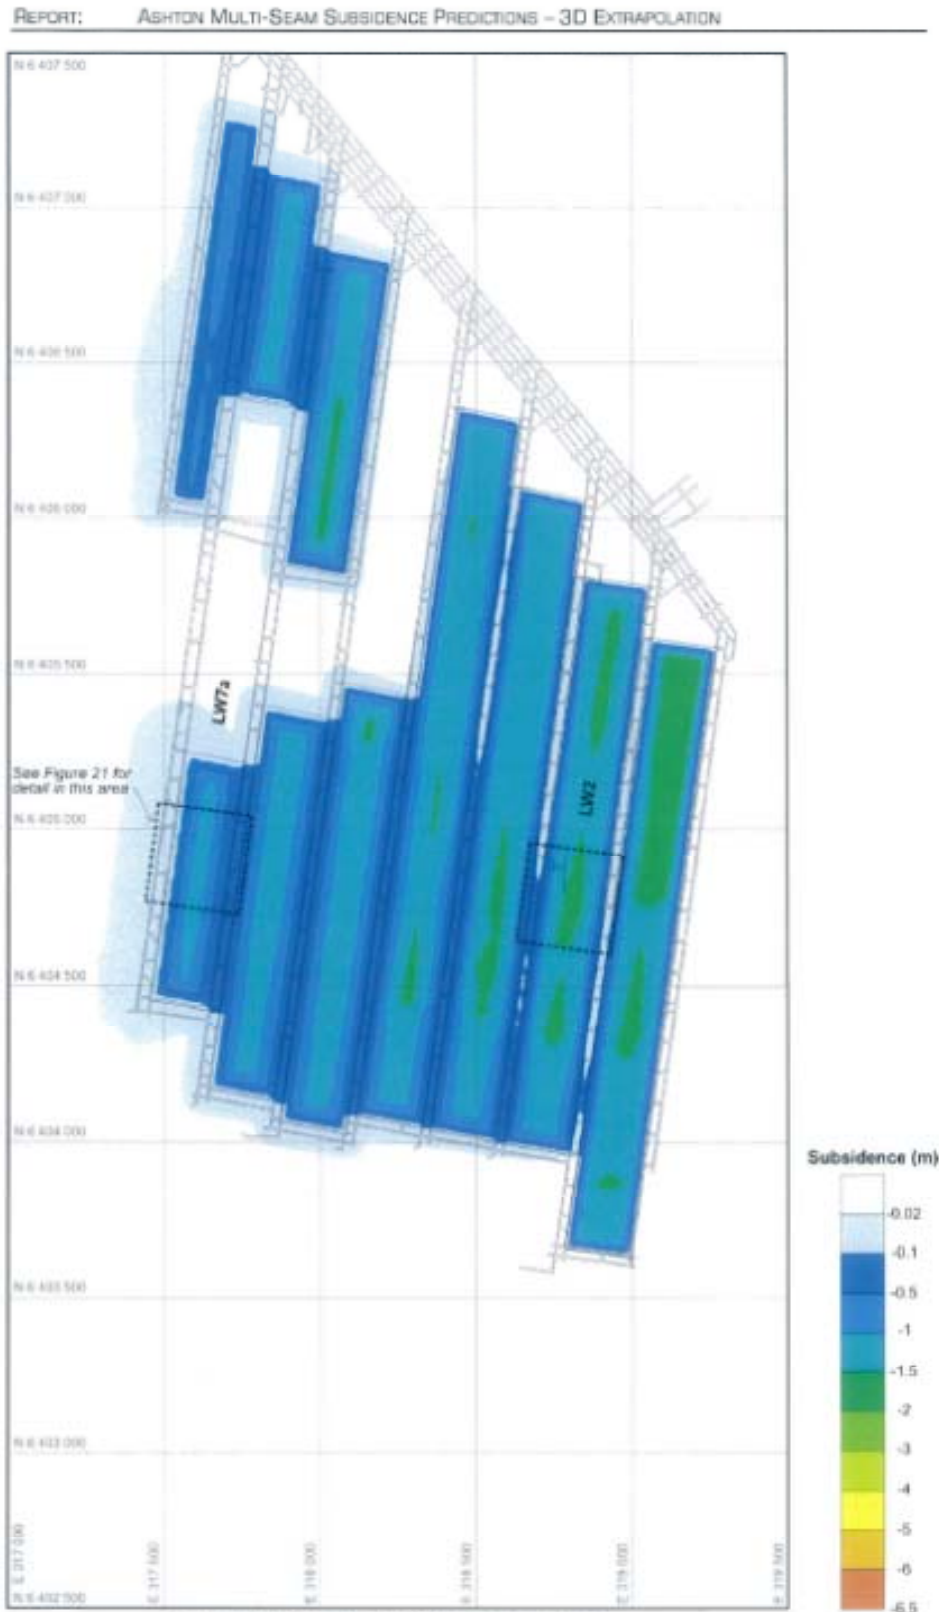 REPORT: ASHTON MULTI-SEAM SUBSIDENCE PREDICTIONS – 3D EXTRAPOLATION
N 6 407 500
N 6 407 000
N 6 406 500
N 6 406 000
N 6 405 500
LW7a
See Figure 21 for
detail in this area
LW2
N 6 405 000
N 6 404 500
N 6 404 000
Subsidence (m)
-0.02
-0.1
-0.5
-1
-1.5
-2
-3
-4
-5
-6
-6.5
N 6 403 500
N 6 403 000
N 6 402 500
E 317 000
E 317 500
E 318 000
E 318 500
E 319 000
E 319 500